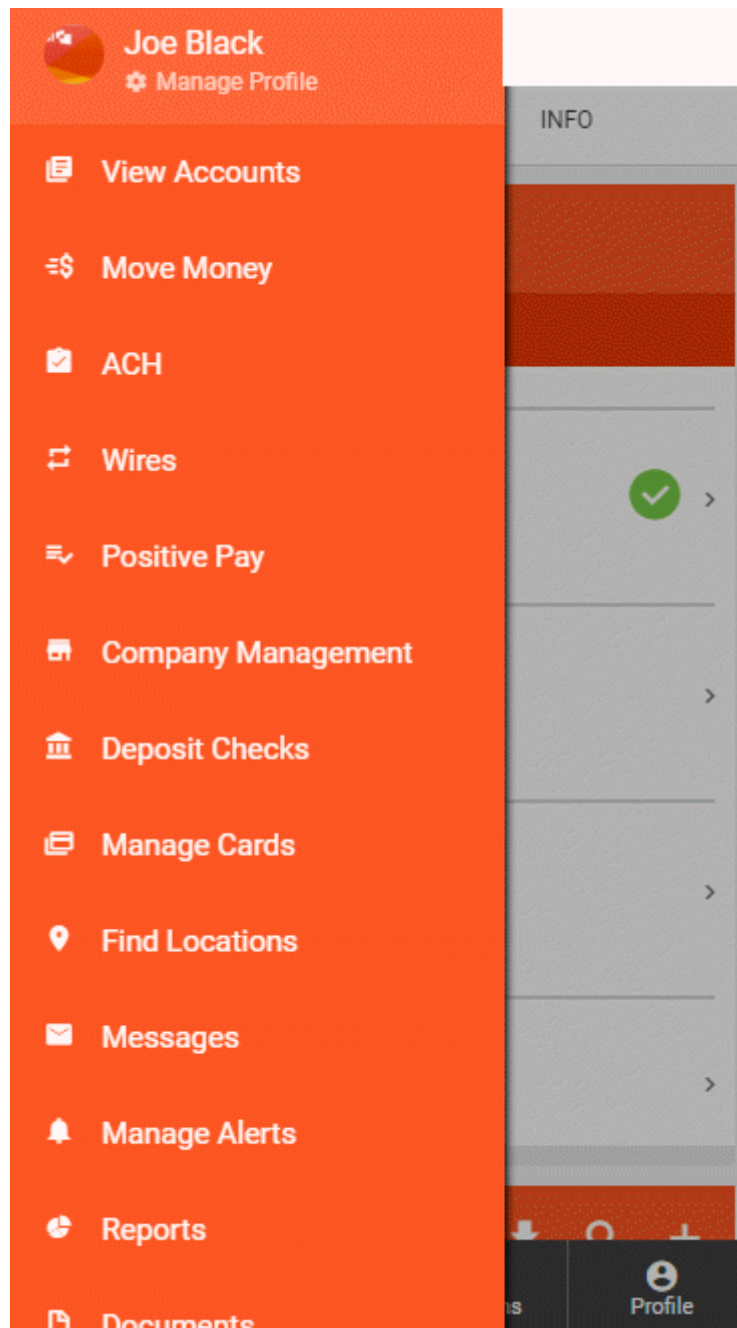 Joe Black
Manage Profile
INFO
View Accounts
Move Money
ACH
Wires
Positive Pay
Company Management
Deposit Checks
Manage Cards
Find Locations
Messages
Manage Alerts
Reports
Documents
Profile